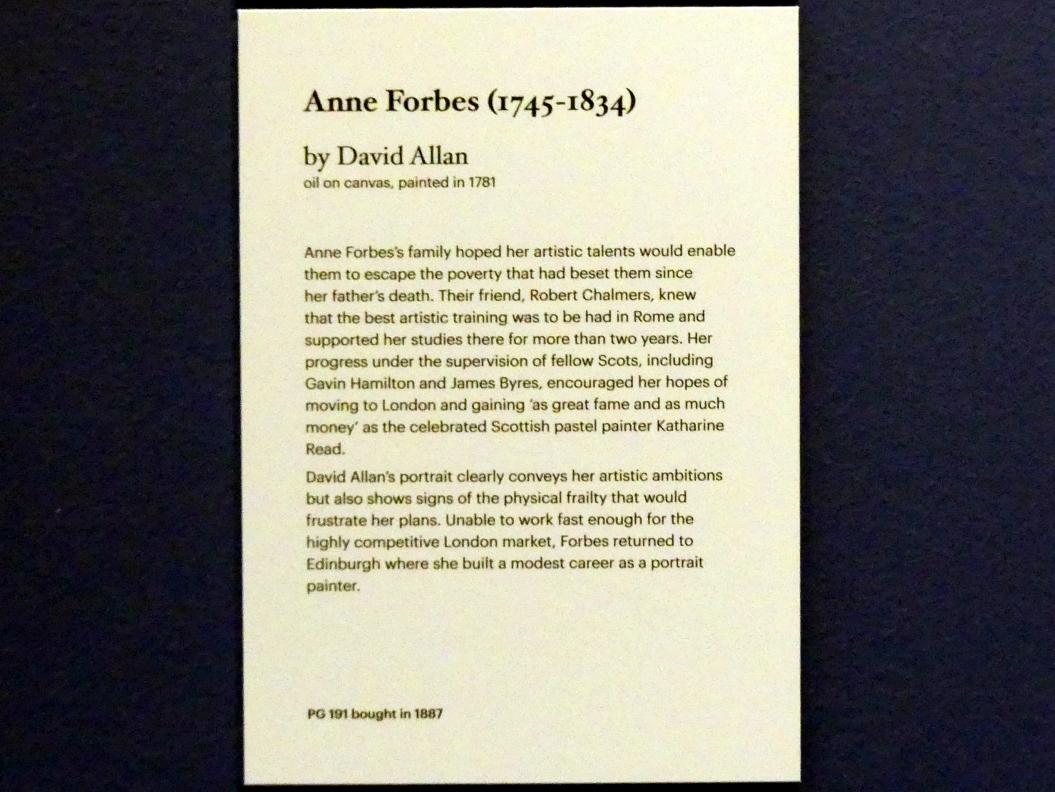 Anne Forbes (1745-1834)
by David Allan
oil on canvas, painted in 1781
Anne Forbes's family hoped her artistic talents would enable
them to escape the poverty that had beset them since
her father's death. Their friend, Robert Chalmers, knew
that the best artistic training was to be had in Rome and
supported her studies there for more than two years. Her
progress under the supervision of fellow Scots, including
Gavin Hamilton and James Byres, encouraged her hopes of
moving to London and gaining 'as great fame and as much
money' as the celebrated Scottish pastel painter Katharine
Read.
David Allan's portrait clearly conveys her artistic ambitions
but also shows signs of the physical frailty that would
frustrate her plans. Unable to work fast enough for the
highly competitive London market, Forbes returned to
Edinburgh where she built a modest career as a portrait
painter.
PG 191 bought in 1887